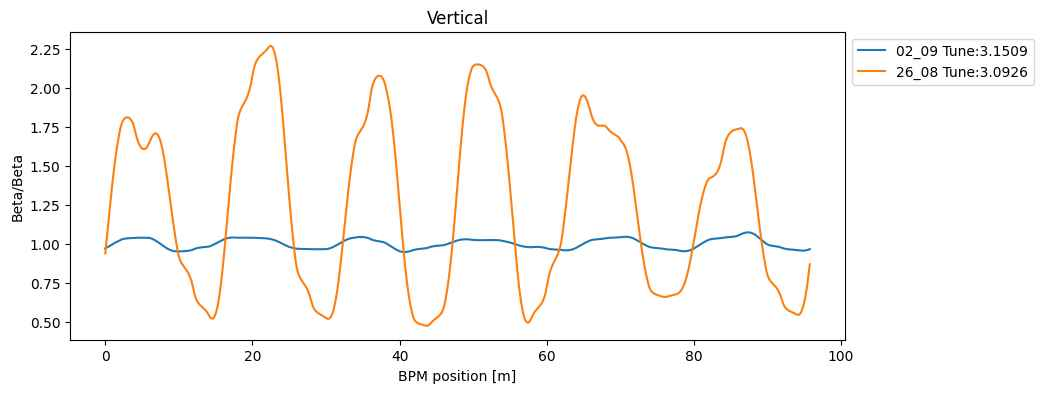 Vertical
02_09 Tune:3.1509
26_08 Tune:3.0926
Beta/Beta
2.25
2.00
1.75
1.50
1.25
1.00
0.75
0.50
0 20 40 60 80 100
BPM position [m]